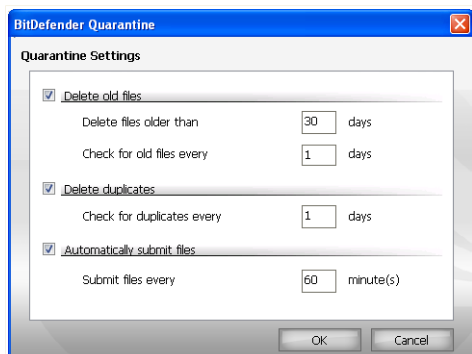 BitDefender Quarantine
Quarantine Settings
Delete old files
Delete files older than 30 days
Check for old files every 1 days
Delete duplicates
Check for duplicates every 1 days
Automatically submit files
Submit files every 60 minute(s)
OK Cancel